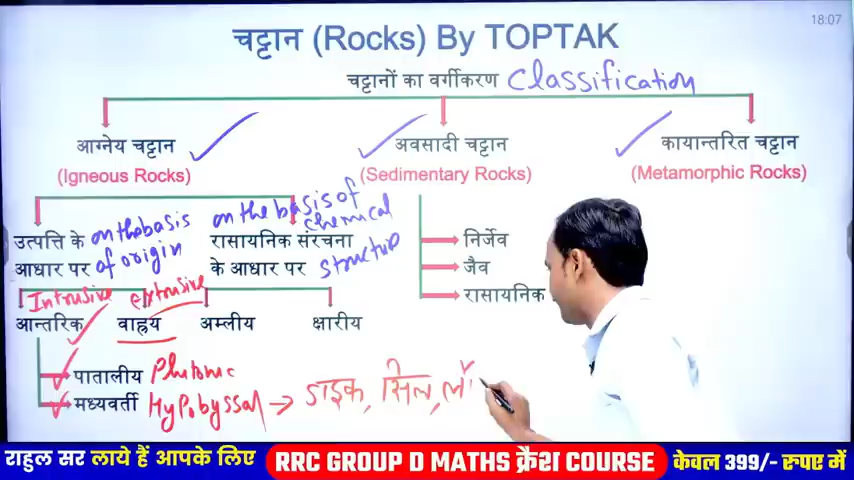 18:07
चट्टान (Rocks) By TOPTAK
चट्टानों का वर्गीकरण Classification
आग्नेय चट्टान
(Igneous Rocks)
अवसादी चट्टान
(Sedimentary Rocks)
कायान्तरित चट्टान
(Metamorphic Rocks)
उत्पत्ति के on the basis
आधार पर of origin
on the basis of
chemical
रासायनिक संरचना
के आधार पर structure
निर्जेव
जैव
रासायनिक
Intrusive extrusive
आन्तरिक वाह्रय अम्लीय क्षारीय
पातालीय Plutonic
मध्यवर्ती Hypobyssal → डाइक, सिल, लॉ
राहुल सर लाये हैं आपके लिए RRC GROUP D MATHS क्रैश COURSE केवल 399/- रुपए में